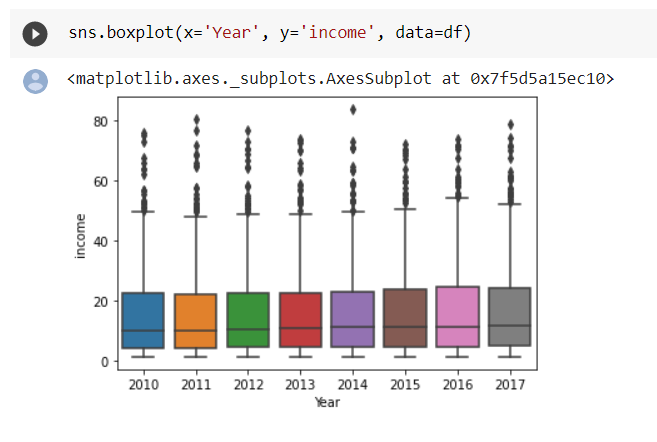 sns.boxplot(x='Year', y='income', data=df)
<matplotlib.axes._subplots.AxesSubplot at 0x7f5d5a15ec10>
80
60
40
20
0
income
2010 2011 2012 2013 2014 2015 2016 2017
Year